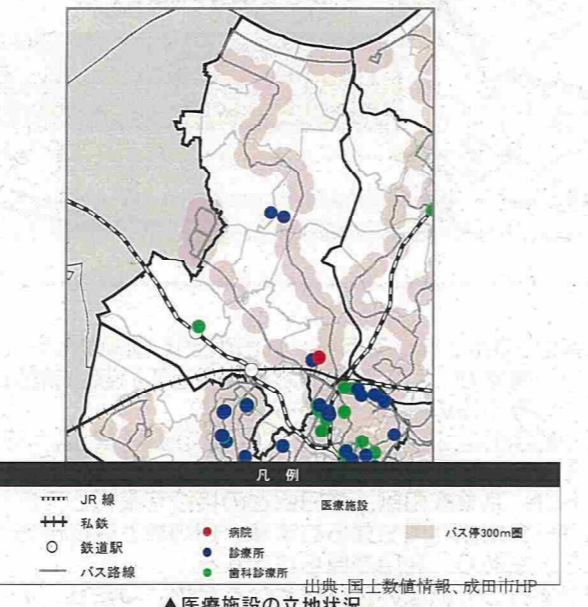 凡 例
JR 線
私鉄
鉄道駅
バス路線
医療施設
病院
診療所
歯科診療所
バス停300m圏
出典:国土数値情報、成田市HP
▲医療施設の立地状況